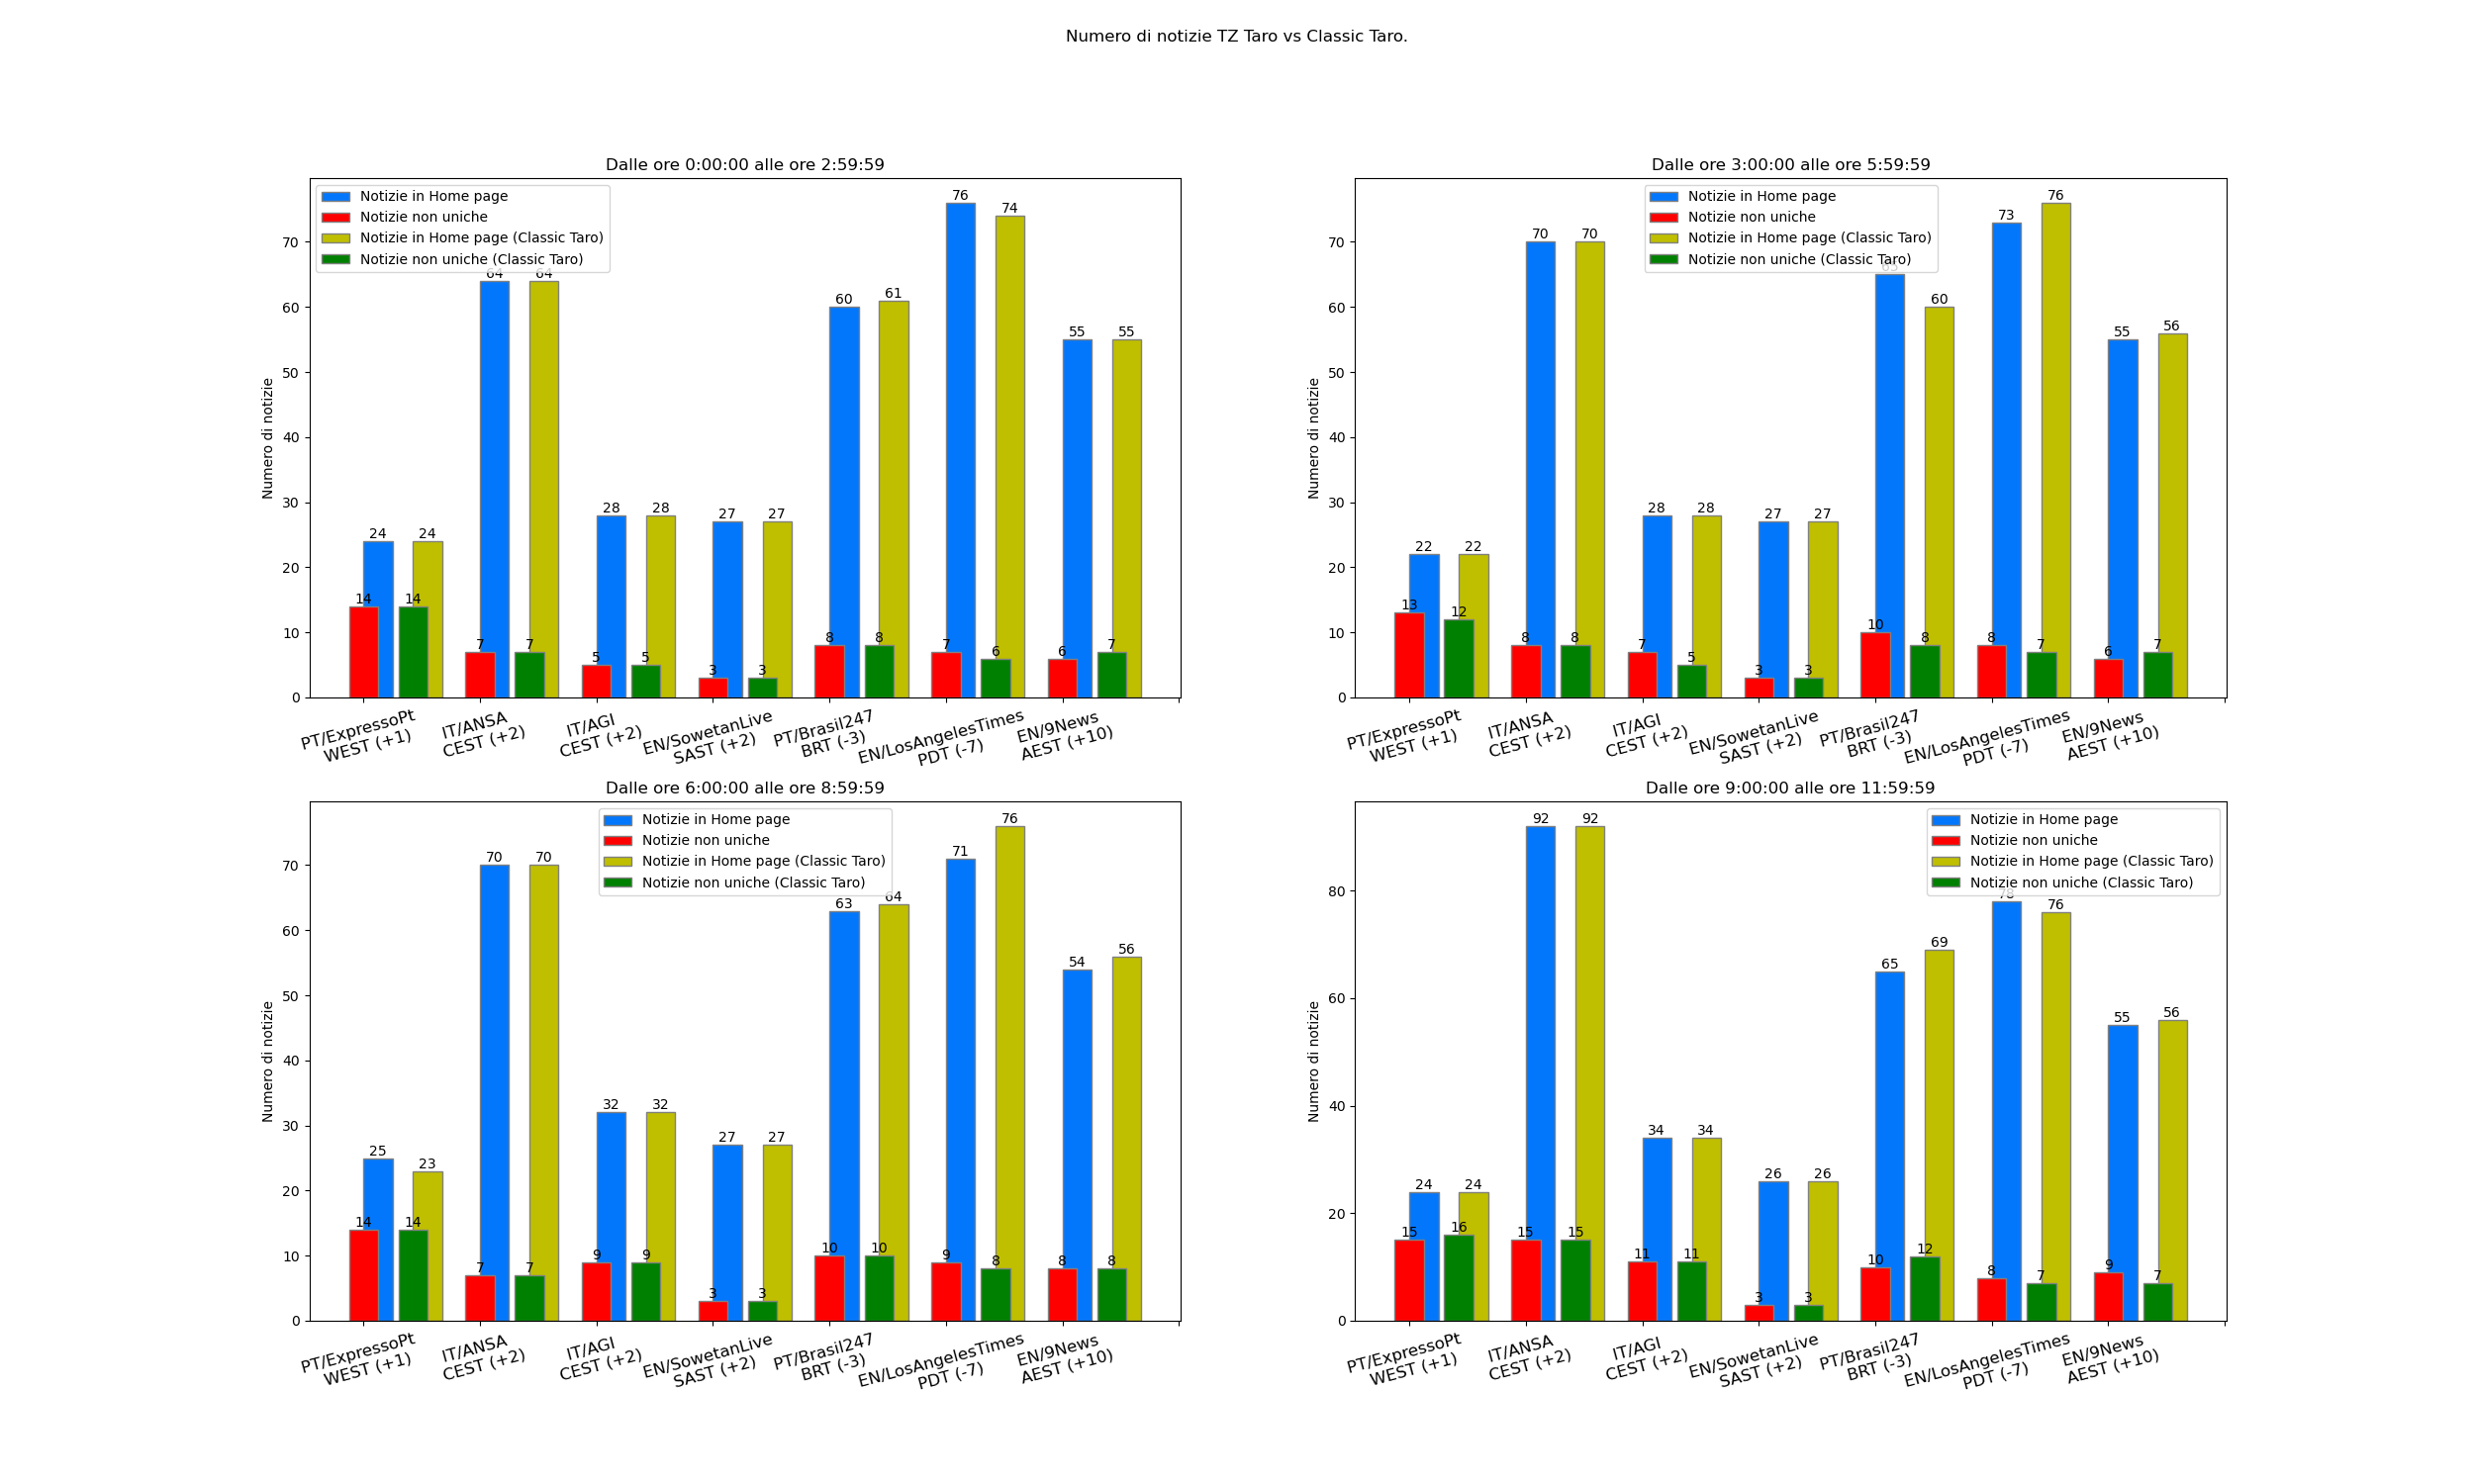 Numero di notizie TZ Taro vs Classic Taro.
Dalle ore 0:00:00 alle ore 2:59:59
Notizie in Home page
Notizie non uniche
Notizie in Home page (Classic Taro)
Notizie non uniche (Classic Taro)
Numero di notizie
0
10
20
30
40
50
60
70
24 24 64 64 28 28 27 27 60 61 76 74 55 55
14 14 7 7 5 5 3 3 8 8 7 6 6 7
PT/ExpressoPt
WEST (+1)
IT/ANSA
CEST (+2)
IT/AGI
CEST (+2)
EN/SowetanLive
SAST (+2)
PT/Brasil247
BRT (-3)
EN/LosAngelesTimes
PDT (-7)
EN/9News
AEST (+10)
Dalle ore 3:00:00 alle ore 5:59:59
Notizie in Home page
Notizie non uniche
Notizie in Home page (Classic Taro)
Notizie non uniche (Classic Taro)
Numero di notizie
0
10
20
30
40
50
60
70
22 22 70 70 28 28 27 27 65 60 73 76 55 56
13 12 8 8 7 5 3 3 10 8 8 7 6 7
PT/ExpressoPt
WEST (+1)
IT/ANSA
CEST (+2)
IT/AGI
CEST (+2)
EN/SowetanLive
SAST (+2)
PT/Brasil247
BRT (-3)
EN/LosAngelesTimes
PDT (-7)
EN/9News
AEST (+10)
Dalle ore 6:00:00 alle ore 8:59:59
Notizie in Home page
Notizie non uniche
Notizie in Home page (Classic Taro)
Notizie non uniche (Classic Taro)
Numero di notizie
0
10
20
30
40
50
60
70
25 23 70 70 32 32 27 27 63 64 71 76 54 56
14 14 7 7 9 9 3 3 10 10 9 8 8 8
PT/ExpressoPt
WEST (+1)
IT/ANSA
CEST (+2)
IT/AGI
CEST (+2)
EN/SowetanLive
SAST (+2)
PT/Brasil247
BRT (-3)
EN/LosAngelesTimes
PDT (-7)
EN/9News
AEST (+10)
Dalle ore 9:00:00 alle ore 11:59:59
Notizie in Home page
Notizie non uniche
Notizie in Home page (Classic Taro)
Notizie non uniche (Classic Taro)
Numero di notizie
0
20
40
60
80
24 24 92 92 34 34 26 26 65 69 78 76 55 56
15 16 15 15 11 11 3 3 10 12 8 7 9 7
PT/ExpressoPt
WEST (+1)
IT/ANSA
CEST (+2)
IT/AGI
CEST (+2)
EN/SowetanLive
SAST (+2)
PT/Brasil247
BRT (-3)
EN/LosAngelesTimes
PDT (-7)
EN/9News
AEST (+10)